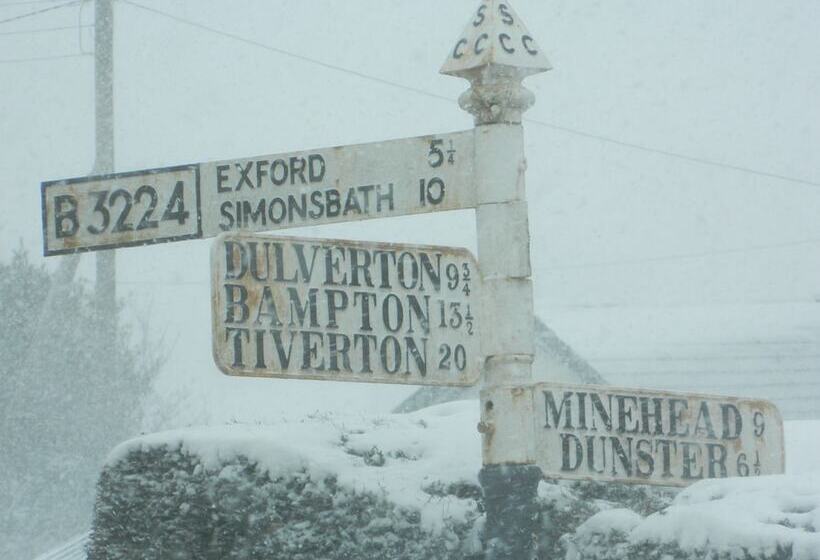 S S
C C C C
B 3224
EXFORD 5¼
SIMONSBATH 10
DULVERTON 9¾
BAMPTON 13½
TIVERTON 20
MINEHEAD 9
DUNSTER 6½